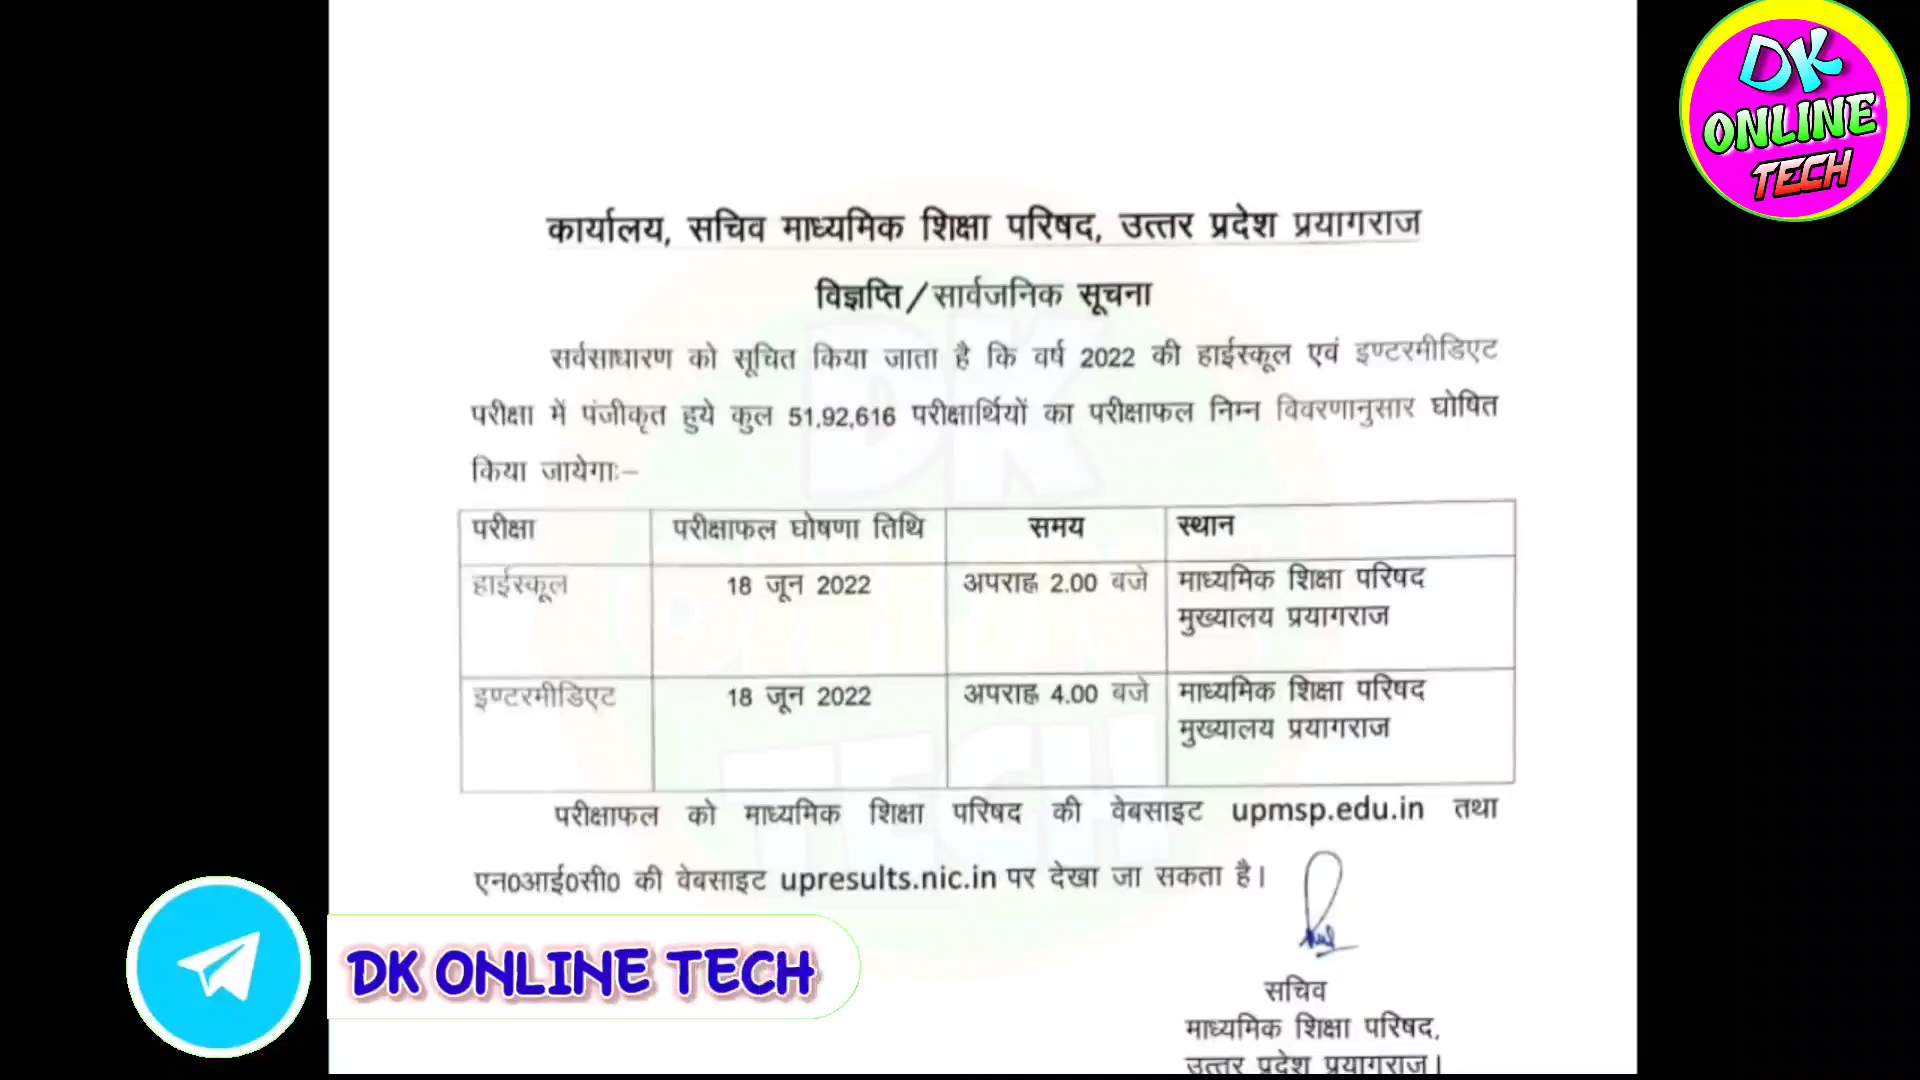 DK
ONLINE
TECH
कार्यालय, सचिव माध्यमिक शिक्षा परिषद, उत्तर प्रदेश प्रयागराज
विज्ञप्ति/सार्वजनिक सूचना
सर्वसाधारण को सूचित किया जाता है कि वर्ष 2022 की हाईस्कूल एवं इण्टरमीडिएट
परीक्षा में पंजीकृत हुये कुल 51,92,616 परीक्षार्थियों का परीक्षाफल निम्न विवरणानुसार घोषित
किया जायेगाः–
परीक्षा परीक्षाफल घोषणा तिथि समय स्थान
हाईस्कूल 18 जून 2022 अपराह्न 2.00 बजे माध्यमिक शिक्षा परिषद
मुख्यालय प्रयागराज
इण्टरमीडिएट 18 जून 2022 अपराह्न 4.00 बजे माध्यमिक शिक्षा परिषद
मुख्यालय प्रयागराज
परीक्षाफल को माध्यमिक शिक्षा परिषद की वेबसाइट upmsp.edu.in तथा
एन0आई0सी0 की वेबसाइट upresults.nic.in पर देखा जा सकता है।
सचिव
माध्यमिक शिक्षा परिषद,
उत्तर प्रदेश प्रयागराज।
DK ONLINE TECH